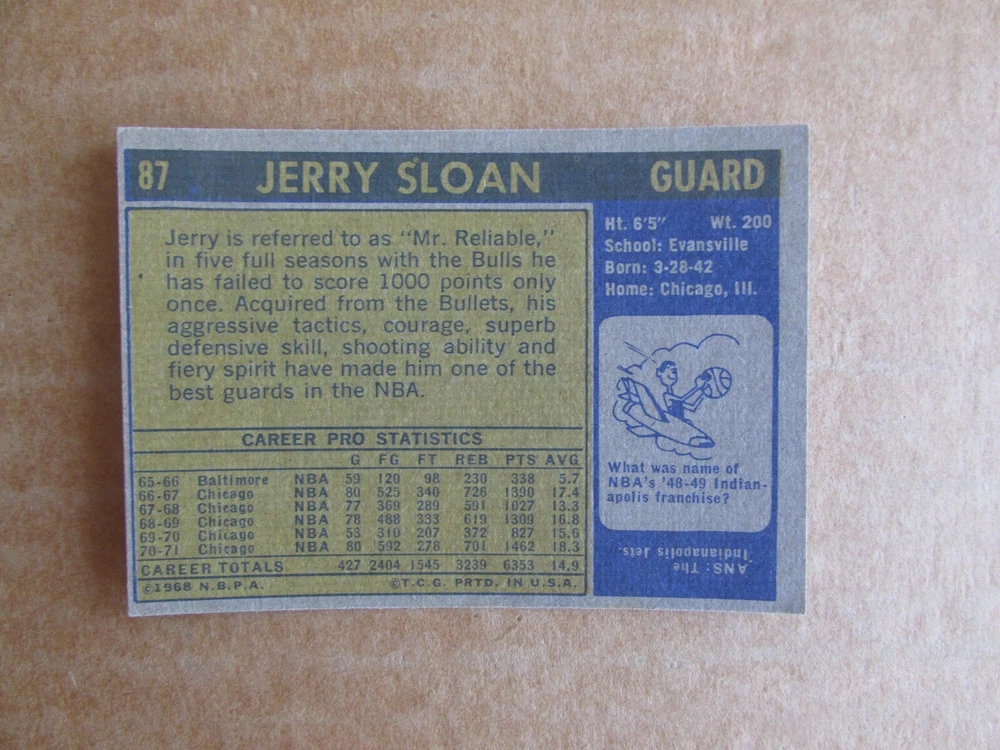 87 JERRY SLOAN GUARD
Jerry is referred to as "Mr. Reliable,"
in five full seasons with the Bulls he
has failed to score 1000 points only
once. Acquired from the Bullets, his
aggressive tactics, courage, superb
defensive skill, shooting ability and
fiery spirit have made him one of the
best guards in the NBA.
CAREER PRO STATISTICS
G FG FT REB PTS AVG
65-66 Baltimore NBA 59 120 98 230 338 5.7
66-67 Chicago NBA 80 525 340 726 1390 17.4
67-68 Chicago NBA 77 369 289 591 1027 13.3
68-69 Chicago NBA 78 488 333 619 1309 16.8
69-70 Chicago NBA 53 310 207 372 827 15.6
70-71 Chicago NBA 80 592 278 701 1462 18.3
CAREER TOTALS 427 2404 1545 3239 6353 14.9
©1968 N.B.P.A. ©T.C.G. PRTD. IN U.S.A.
Ht. 6'5" Wt. 200
School: Evansville
Born: 3-28-42
Home: Chicago, Ill.
What was name of
NBA's '48-49 Indian-
apolis franchise?
ANS: The
Indianapolis Jets.